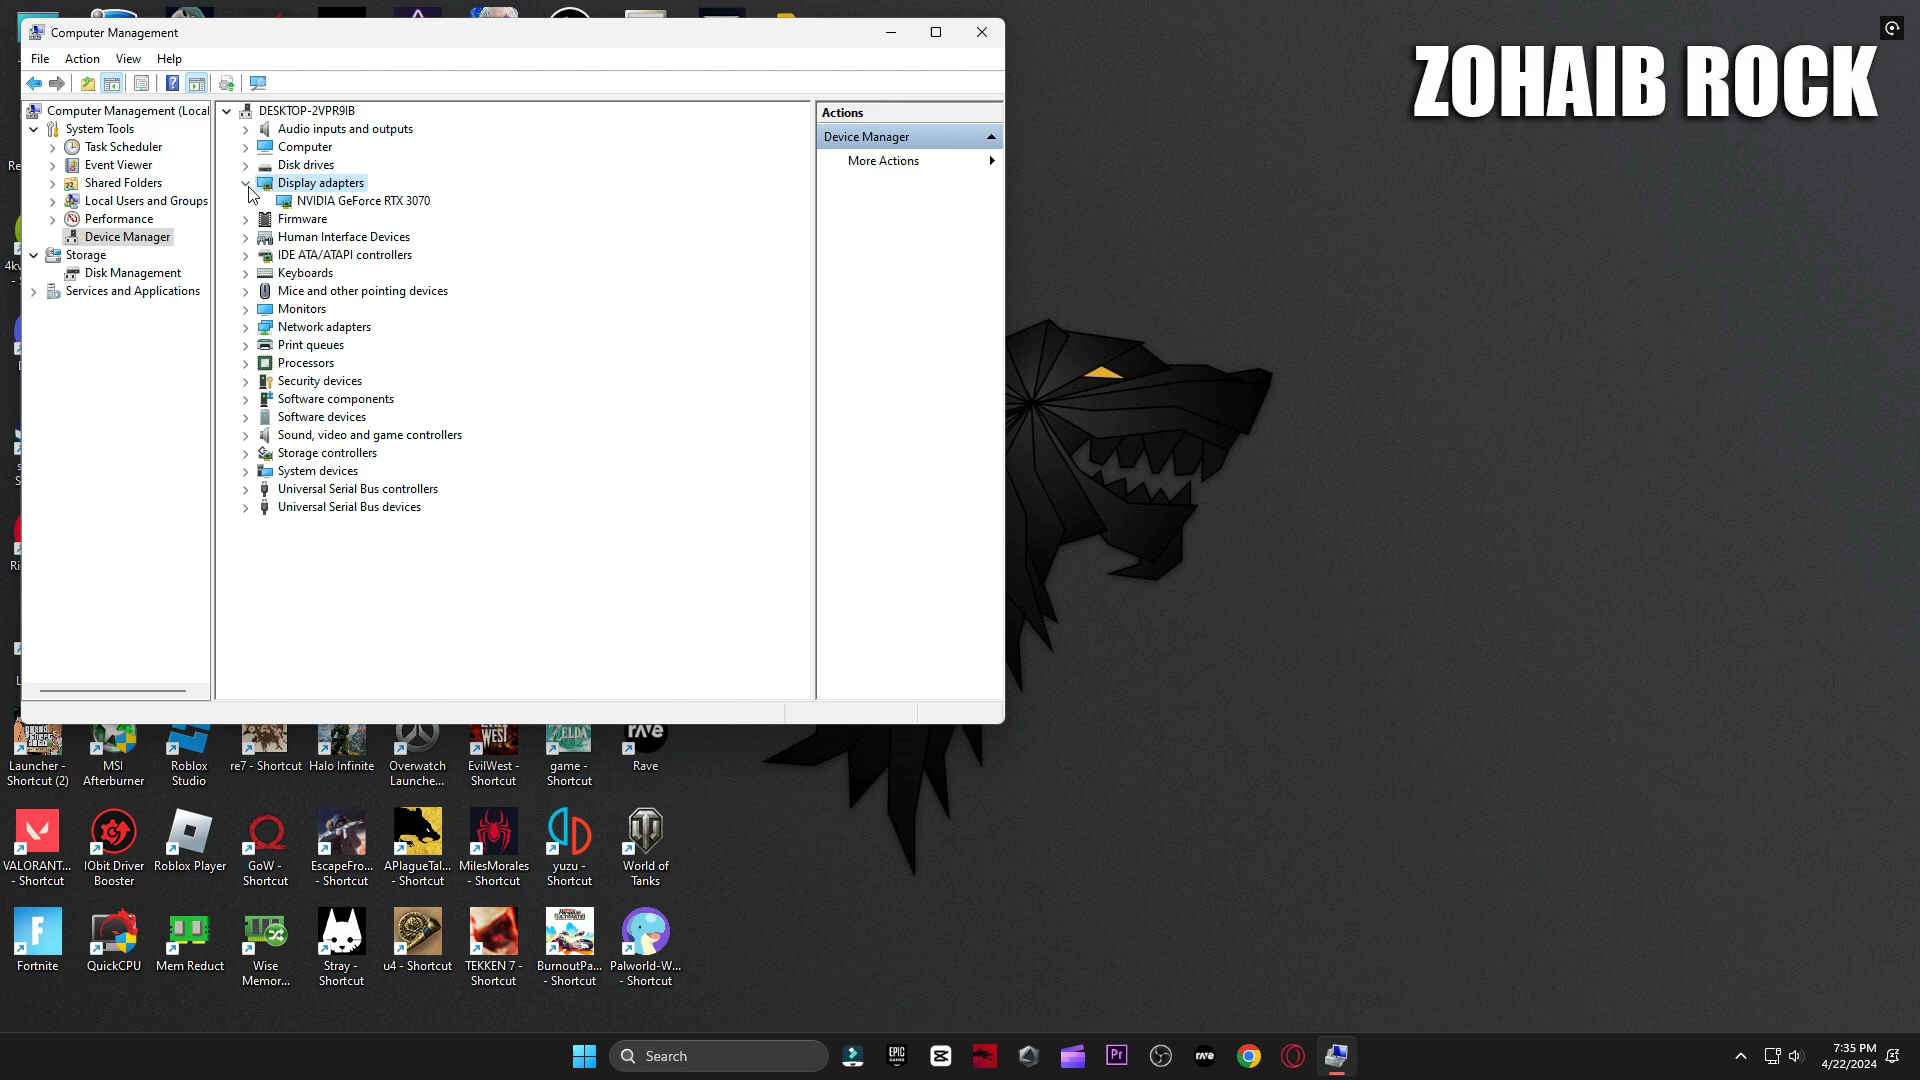 Computer Management
ZOHAIB ROCK
File Action View Help
Computer Management (Local
System Tools
Task Scheduler
Event Viewer
Shared Folders
Local Users and Groups
Performance
Device Manager
Storage
Disk Management
Services and Applications
DESKTOP-2VPR9IB
Audio inputs and outputs
Computer
Disk drives
Display adapters
NVIDIA GeForce RTX 3070
Firmware
Human Interface Devices
IDE ATA/ATAPI controllers
Keyboards
Mice and other pointing devices
Monitors
Network adapters
Print queues
Processors
Security devices
Software components
Software devices
Sound, video and game controllers
Storage controllers
System devices
Universal Serial Bus controllers
Universal Serial Bus devices
Actions
Device Manager
More Actions
Launcher -
Shortcut (2)
MSI
Afterburner
Roblox
Studio
re7 - Shortcut
Halo Infinite
Overwatch
Launche...
EvilWest -
Shortcut
game -
Shortcut
Rave
VALORANT...
- Shortcut
IObit Driver
Booster
Roblox Player
GoW -
Shortcut
EscapeFro...
- Shortcut
APlagueTal...
- Shortcut
MilesMorales
- Shortcut
yuzu -
Shortcut
World of
Tanks
Fortnite
QuickCPU
Mem Reduct
Wise
Memor...
Stray -
Shortcut
u4 - Shortcut
TEKKEN 7 -
Shortcut
BurnoutPa...
- Shortcut
Palworld-W...
- Shortcut
Search
EPIC
GAMES
Pr
rave
7:35 PM
4/22/2024